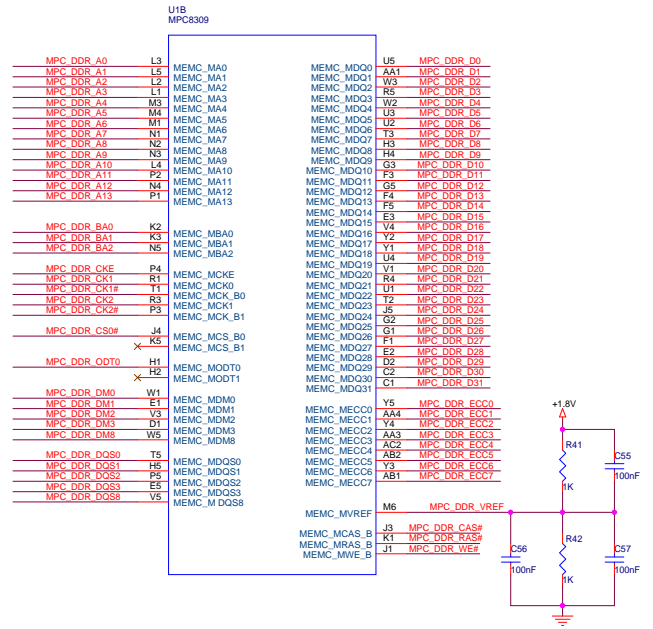 U1B
MPC8309
MPC_DDR_A0 L3 MEMC_MA0
MPC_DDR_A1 L5 MEMC_MA1
MPC_DDR_A2 L2 MEMC_MA2
MPC_DDR_A3 L1 MEMC_MA3
MPC_DDR_A4 M3 MEMC_MA4
MPC_DDR_A5 M4 MEMC_MA5
MPC_DDR_A6 M1 MEMC_MA6
MPC_DDR_A7 N1 MEMC_MA7
MPC_DDR_A8 N2 MEMC_MA8
MPC_DDR_A9 N3 MEMC_MA9
MPC_DDR_A10 L4 MEMC_MA10
MPC_DDR_A11 P2 MEMC_MA11
MPC_DDR_A12 N4 MEMC_MA12
MPC_DDR_A13 P1 MEMC_MA13
MPC_DDR_BA0 K2 MEMC_MBA0
MPC_DDR_BA1 K3 MEMC_MBA1
MPC_DDR_BA2 N5 MEMC_MBA2
MPC_DDR_CKE P4 MEMC_MCKE
MPC_DDR_CK1 R1 MEMC_MCK0
MPC_DDR_CK1# T1 MEMC_MCK_B0
MPC_DDR_CK2 R3 MEMC_MCK1
MPC_DDR_CK2# P3 MEMC_MCK_B1
MPC_DDR_CS0# J4 MEMC_MCS_B0
K5 MEMC_MCS_B1
MPC_DDR_ODT0 H1 MEMC_MODT0
H2 MEMC_MODT1
MPC_DDR_DM0 W1 MEMC_MDM0
MPC_DDR_DM1 E1 MEMC_MDM1
MPC_DDR_DM2 V3 MEMC_MDM2
MPC_DDR_DM3 D1 MEMC_MDM3
MPC_DDR_DM8 W5 MEMC_MDM8
MPC_DDR_DQS0 T5 MEMC_MDQS0
MPC_DDR_DQS1 H5 MEMC_MDQS1
MPC_DDR_DQS2 P5 MEMC_MDQS2
MPC_DDR_DQS3 E5 MEMC_MDQS3
MPC_DDR_DQS8 V5 MEMC_M DQS8
MEMC_MDQ0 U5 MPC_DDR_D0
MEMC_MDQ1 AA1 MPC_DDR_D1
MEMC_MDQ2 W3 MPC_DDR_D2
MEMC_MDQ3 R5 MPC_DDR_D3
MEMC_MDQ4 W2 MPC_DDR_D4
MEMC_MDQ5 U3 MPC_DDR_D5
MEMC_MDQ6 U2 MPC_DDR_D6
MEMC_MDQ7 T3 MPC_DDR_D7
MEMC_MDQ8 H3 MPC_DDR_D8
MEMC_MDQ9 H4 MPC_DDR_D9
MEMC_MDQ10 G3 MPC_DDR_D10
MEMC_MDQ11 F3 MPC_DDR_D11
MEMC_MDQ12 G5 MPC_DDR_D12
MEMC_MDQ13 F4 MPC_DDR_D13
MEMC_MDQ14 F5 MPC_DDR_D14
MEMC_MDQ15 E3 MPC_DDR_D15
MEMC_MDQ16 V4 MPC_DDR_D16
MEMC_MDQ17 Y2 MPC_DDR_D17
MEMC_MDQ18 Y1 MPC_DDR_D18
MEMC_MDQ19 U4 MPC_DDR_D19
MEMC_MDQ20 V1 MPC_DDR_D20
MEMC_MDQ21 R4 MPC_DDR_D21
MEMC_MDQ22 U1 MPC_DDR_D22
MEMC_MDQ23 T2 MPC_DDR_D23
MEMC_MDQ24 J5 MPC_DDR_D24
MEMC_MDQ25 G2 MPC_DDR_D25
MEMC_MDQ26 G1 MPC_DDR_D26
MEMC_MDQ27 F1 MPC_DDR_D27
MEMC_MDQ28 E2 MPC_DDR_D28
MEMC_MDQ29 D2 MPC_DDR_D29
MEMC_MDQ30 C2 MPC_DDR_D30
MEMC_MDQ31 C1 MPC_DDR_D31
MEMC_MECC0 Y5 MPC_DDR_ECC0
MEMC_MECC1 AA4 MPC_DDR_ECC1
MEMC_MECC2 Y4 MPC_DDR_ECC2
MEMC_MECC3 AA3 MPC_DDR_ECC3
MEMC_MECC4 AC2 MPC_DDR_ECC4
MEMC_MECC5 AB2 MPC_DDR_ECC5
MEMC_MECC6 Y3 MPC_DDR_ECC6
MEMC_MECC7 AB1 MPC_DDR_ECC7
MEMC_MVREF M6 MPC_DDR_VREF
MEMC_MCAS_B J3 MPC_DDR_CAS#
MEMC_MRAS_B K1 MPC_DDR_RAS#
MEMC_MWE_B J1 MPC_DDR_WE#
+1.8V
R41
1K
C55
100nF
C56
100nF
R42
1K
C57
100nF